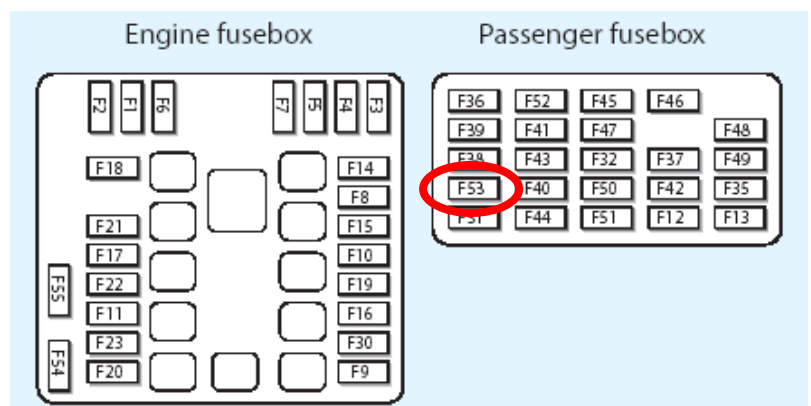 Engine fusebox
F2 F1 F6 F7 F5 F4 F3
F18 F14
F8
F21 F15
F17 F10
F55 F22 F19
F11 F16
F23 F30
F54 F20 F9
Passenger fusebox
F36 F52 F45 F46
F39 F41 F47 F48
F38 F43 F32 F37 F49
F53 F40 F50 F42 F35
F31 F44 F51 F12 F13